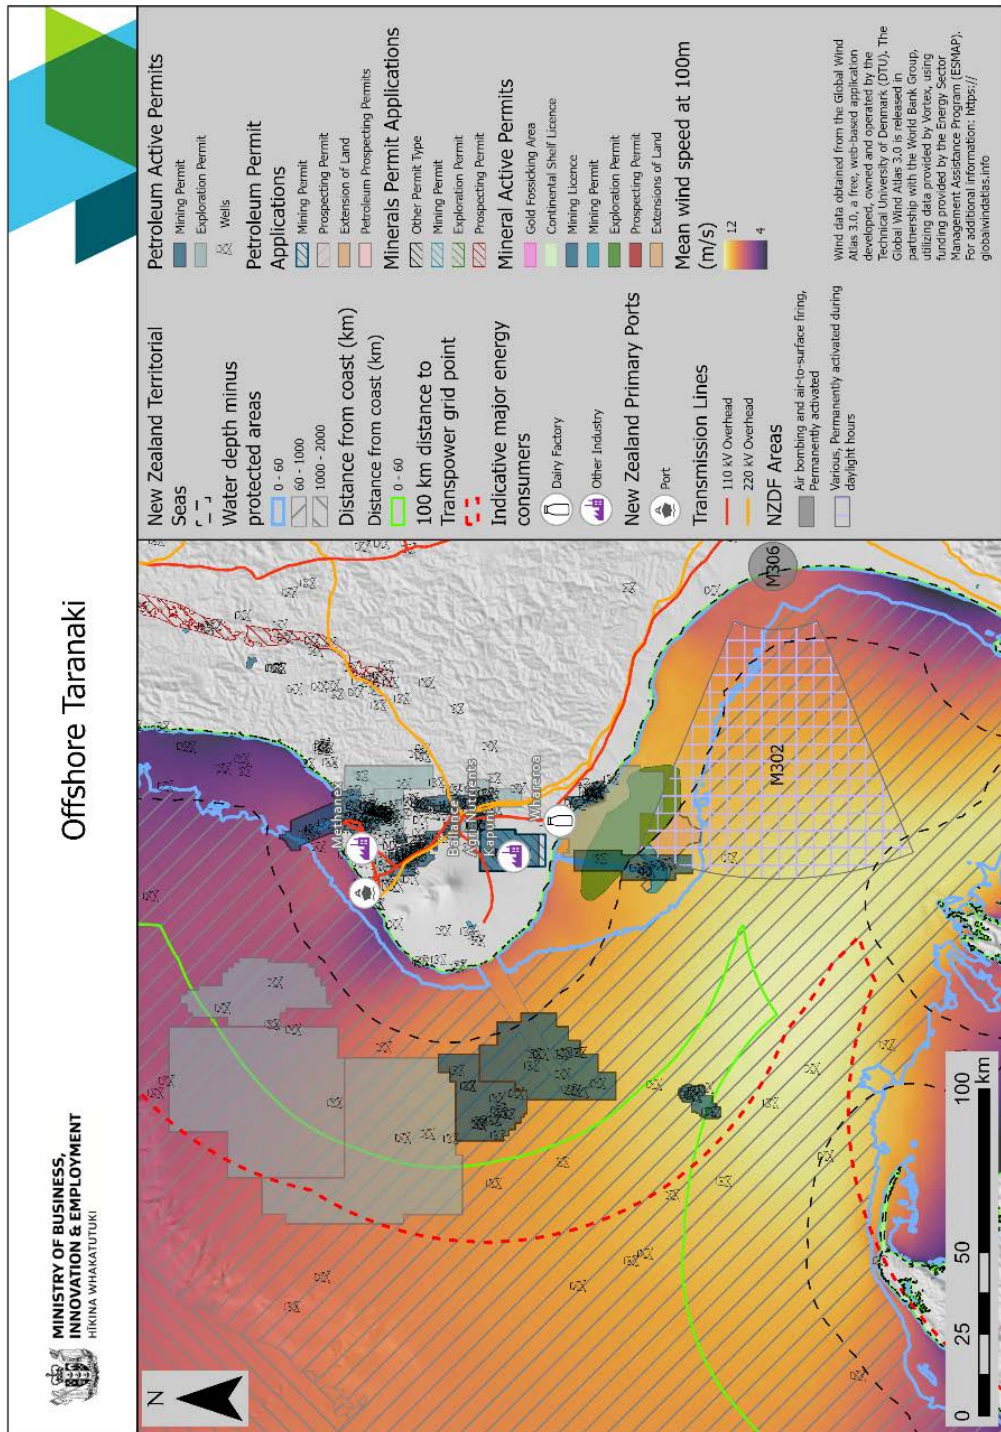 MINISTRY OF BUSINESS,
INNOVATION & EMPLOYMENT
HĪKINA WHAKATUTUKI
Offshore Taranaki
N
Methanex
Ballance
Agri-Nutrients
Kapuni
Whareroa
M302
M306
0 25 50 100
km
New Zealand Territorial
Seas
Water depth minus
protected areas
0 - 60
60 - 1000
1000 - 2000
Distance from coast (km)
Distance from coast (km)
0 - 60
100 km distance to
Transpower grid point
Indicative major energy
consumers
Dairy Factory
Other Industry
New Zealand Primary Ports
Port
Transmission Lines
110 kV Overhead
220 kV Overhead
NZDF Areas
Air bombing and air-to-surface firing,
Permanently activated
Various, Permanently activated during
daylight hours
Petroleum Active Permits
Mining Permit
Exploration Permit
Wells
Petroleum Permit
Applications
Mining Permit
Prospecting Permit
Extension of Land
Petroleum Prospecting Permits
Minerals Permit Applications
Other Permit Type
Mining Permit
Exploration Permit
Prospecting Permit
Mineral Active Permits
Gold Fossicking Area
Continental Shelf Licence
Mining Licence
Mining Permit
Exploration Permit
Prospecting Permit
Extensions of Land
Mean wind speed at 100m
(m/s)
12
4
Wind data obtained from the Global Wind
Atlas 3.0, a free, web-based application
developed, owned and operated by the
Technical University of Denmark (DTU). The
Global Wind Atlas 3.0 is released in
partnership with the World Bank Group,
utilizing data provided by Vortex, using
funding provided by the Energy Sector
Management Assistance Program (ESMAP).
For additional information: https://
globalwindatlas.info